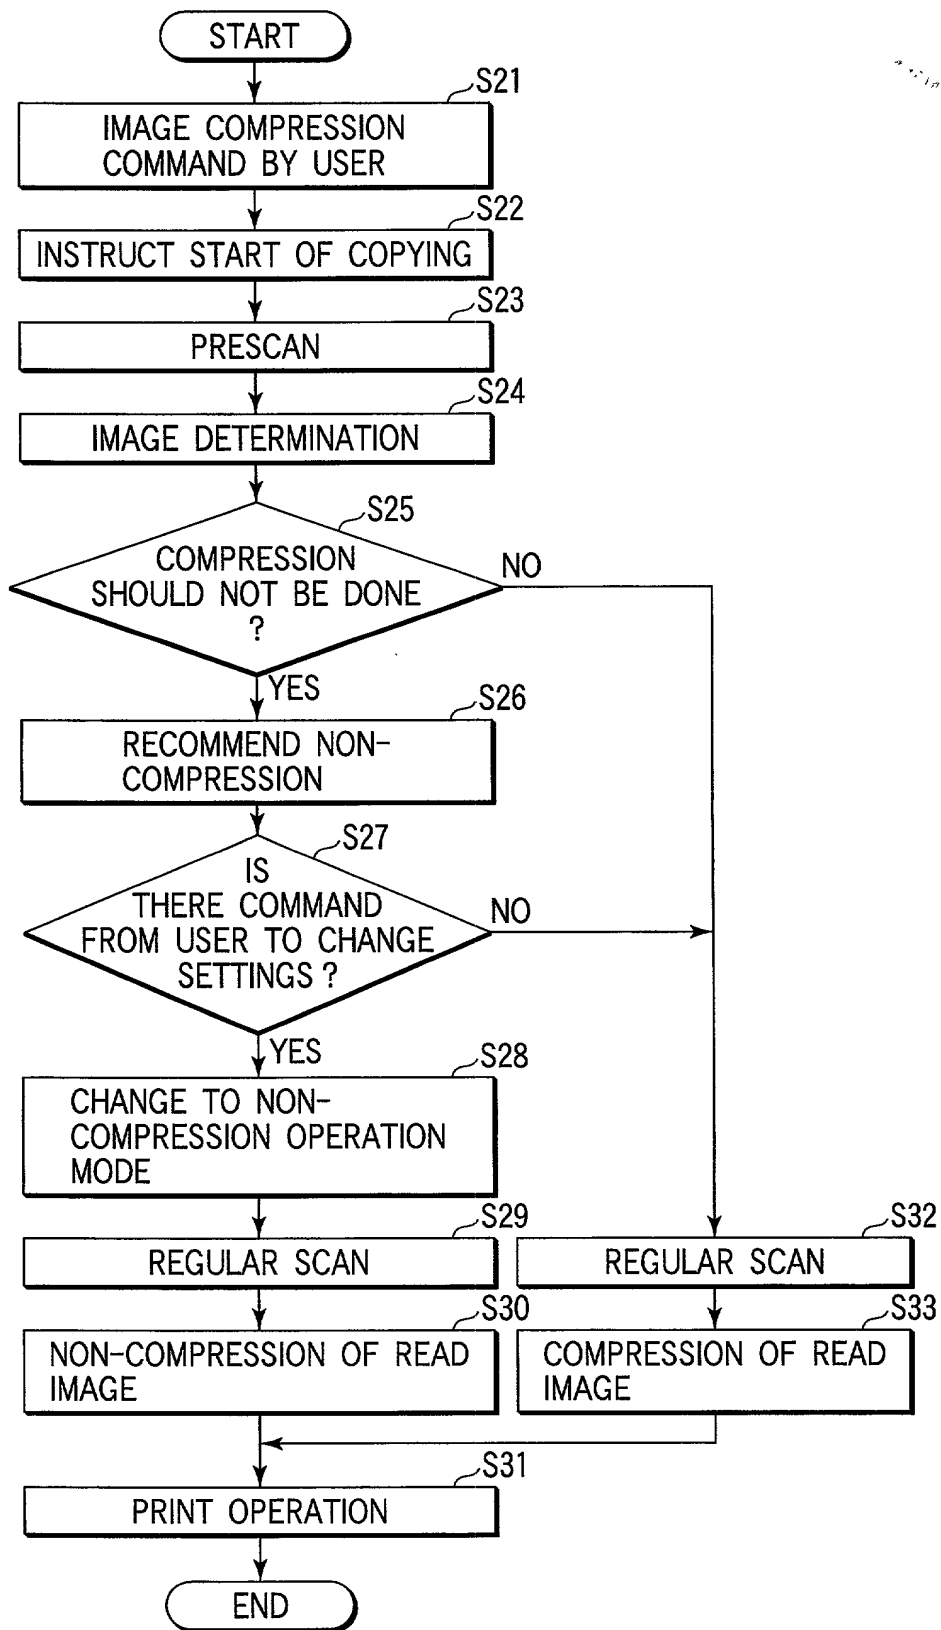 START
S21
IMAGE COMPRESSION
COMMAND BY USER
S22
INSTRUCT START OF COPYING
S23
PRESCAN
S24
IMAGE DETERMINATION
S25
COMPRESSION
SHOULD NOT BE DONE
?
NO
YES
S26
RECOMMEND NON-
COMPRESSION
S27
IS
THERE COMMAND
FROM USER TO CHANGE
SETTINGS ?
NO
YES
S28
CHANGE TO NON-
COMPRESSION OPERATION
MODE
S29
REGULAR SCAN
S32
REGULAR SCAN
S30
NON-COMPRESSION OF READ
IMAGE
S33
COMPRESSION OF READ
IMAGE
S31
PRINT OPERATION
END